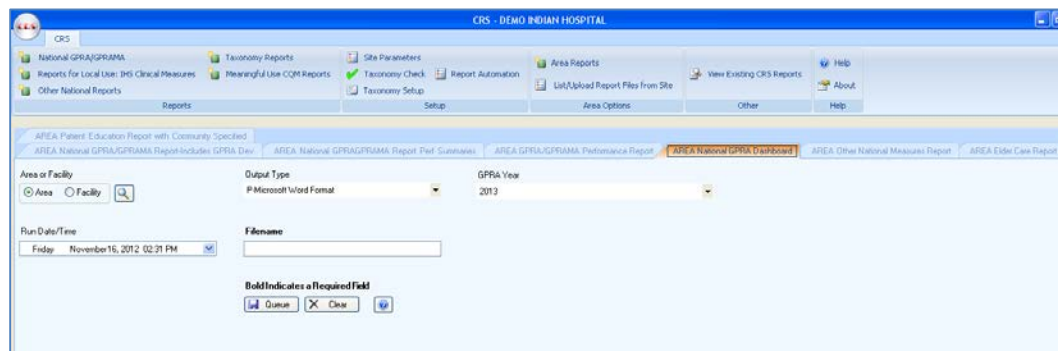 CRS - DEMO INDIAN HOSPITAL
CRS
National GPRA/GPRAMA
Taxonomy Reports
Site Parameters
Area Reports
Help
Reports for Local Use: IHS Clinical Measures
Meaningful Use CQM Reports
Taxonomy Check
Report Automation
View Existing CRS Reports
Other National Reports
Taxonomy Setup
List/Upload Report Files from Site
About
Reports
Setup
Area Options
Other
Help
AREA Patient Education Report with Community Specified
AREA National GPRA/GPRAMA Report-Includes GPRA Dev
AREA National GPRAGPRAMA Report Perf Summaries
AREA GPRA/GPRAMA Performance Report
AREA National GPRA Dashboard
AREA Other National Measures Report
AREA Elder Care Report
Area or Facility
Output Type
GPRA Year
Area
Facility
P-Microsoft Word Format
2013
Run Date/Time
Filename
Friday November16, 2012 02:31 PM
Bold Indicates a Required Field
Queue
Clear